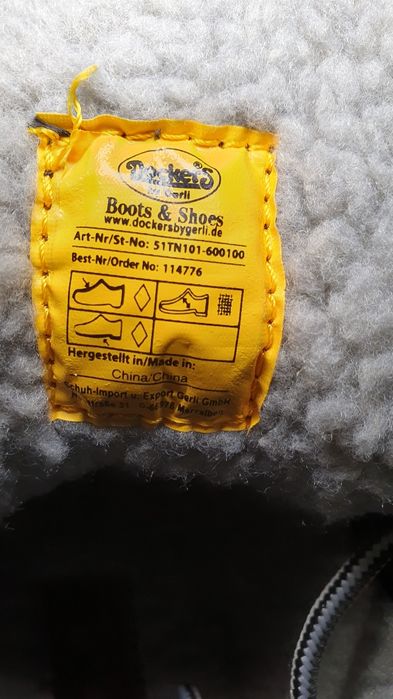 Dockers
by Gerli
Boots & Shoes
www.dockersbygerli.de
Art-Nr/St-No: 51TN101-600100
Best-Nr/Order No: 114776
Hergestellt in/Made in:
China/China
Schuh-Import u. Export Gerli GmbH